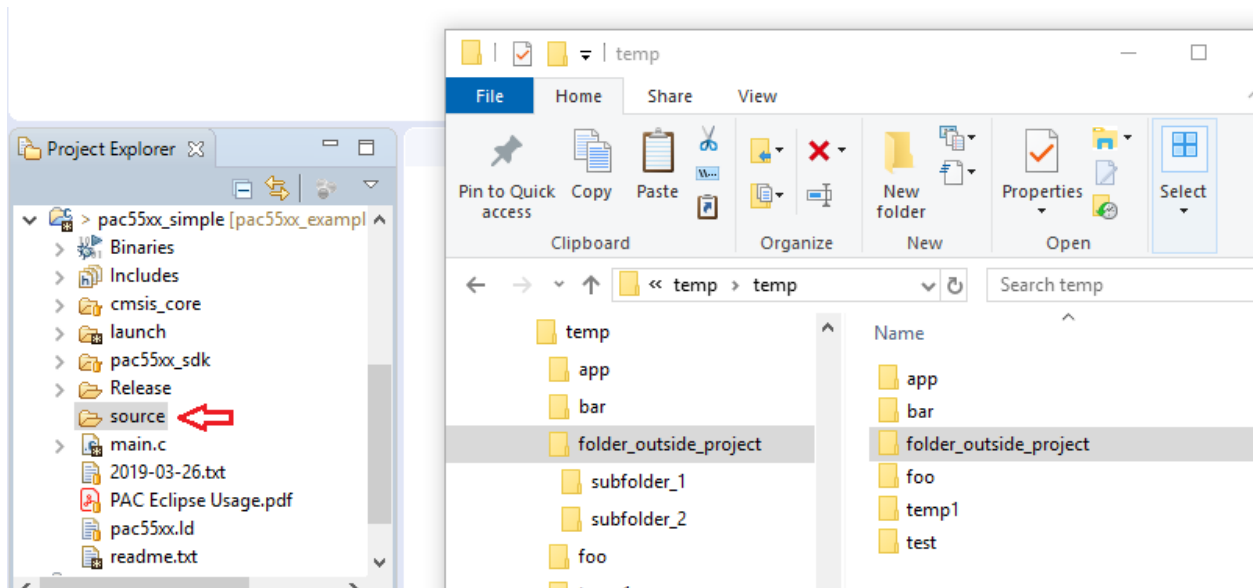 Project Explorer
> pac55xx_simple [pac55xx_exampl
Binaries
Includes
cmsis_core
launch
pac55xx_sdk
Release
source
main.c
2019-03-26.txt
PAC Eclipse Usage.pdf
pac55xx.ld
readme.txt
temp
File Home Share View
Pin to Quick access
Copy
Paste
Clipboard
Organize
New folder
New
Properties
Open
Select
« temp > temp
Search temp
temp
app
bar
folder_outside_project
subfolder_1
subfolder_2
foo
Name
app
bar
folder_outside_project
foo
temp1
test